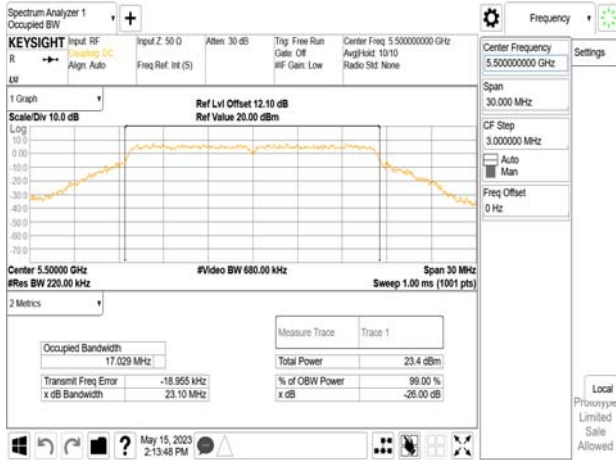 Spectrum Analyzer 1
Occupied BW
+
Frequency
KEYSIGHT
R
Input: RF
Coupling: DC
Align: Auto
Input Z: 50 Ω
Freq Ref: Int (S)
Atten: 30 dB
Trig: Free Run
Gate: Off
#IF Gain: Low
Center Freq: 5.500000000 GHz
Avg|Hold: 10/10
Radio Std: None
Center Frequency
5.500000000 GHz
Settings
Span
30.000 MHz
CF Step
3.000000 MHz
Auto
Man
Freq Offset
0 Hz
1 Graph
Scale/Div 10.0 dB
Ref Lvl Offset 12.10 dB
Ref Value 20.00 dBm
Log
10.0
0.00
-10.0
-20.0
-30.0
-40.0
-50.0
-60.0
-70.0
Center 5.50000 GHz
#Res BW 220.00 kHz
#Video BW 680.00 kHz
Span 30 MHz
Sweep 1.00 ms (1001 pts)
2 Metrics
Measure Trace
Trace 1
Occupied Bandwidth
17.029 MHz
Total Power
23.4 dBm
Transmit Freq Error
-18.955 kHz
% of OBW Power
99.00 %
x dB Bandwidth
23.10 MHz
x dB
-26.00 dB
Local
Prototype
Limited
Sale
Allowed
?
May 15, 2023
2:13:48 PM